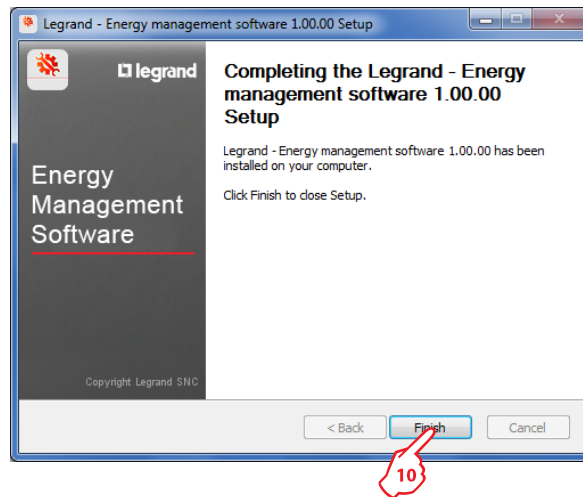 Legrand - Energy management software 1.00.00 Setup
legrand
Completing the Legrand - Energy
management software 1.00.00
Setup
Legrand - Energy management software 1.00.00 has been
installed on your computer.
Click Finish to close Setup.
Energy
Management
Software
Copyright Legrand SNC
< Back
Finish
Cancel
10